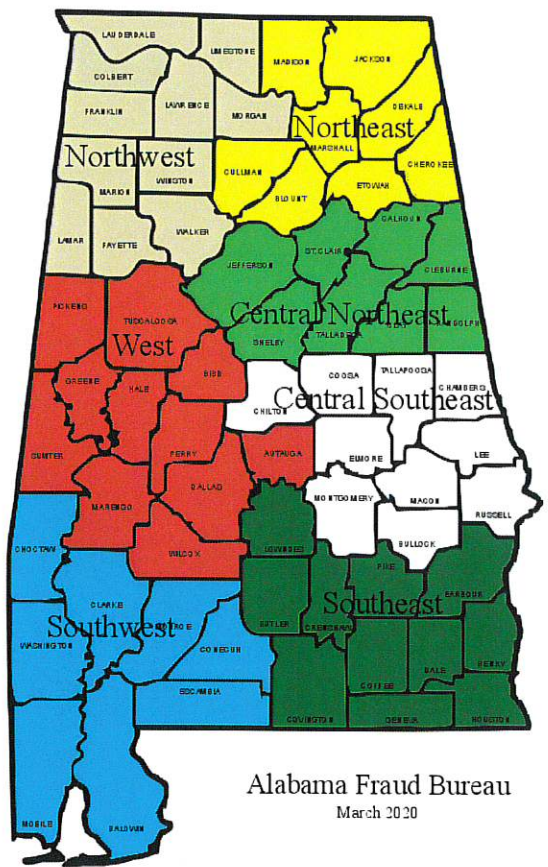 LAUDERDALE
LIMESTONE
MADISON
JACKSON
COLBERT
FRANKLIN
LAWRENCE
MORGAN
DEKALB
Northeast
MARSHALL
Northwest
CHEROKEE
MARION
WINSTON
CULLMAN
ETOWAH
BLOUNT
LAMAR
FAYETTE
WALKER
CALHOUN
JEFFERSON
ST.CLAIR
CLEBURNE
PICKENS
TUSCALOOSA
Central Northeast
TALLADEGA
CLAY
RANDOLPH
SHELBY
West
BIBB
GREENE
HALE
COOSA
TALLAPOOSA
CHAMBERS
Central Southeast
CHILTON
SUMTER
PERRY
AUTAUGA
ELMORE
LEE
DALLAS
MONTGOMERY
MACON
RUSSELL
MARENGO
BULLOCK
CHOCTAW
WILCOX
LOWNDES
PIKE
BARBOUR
CLARKE
Southeast
Southwest
MONROE
BUTLER
CRENSHAW
WASHINGTON
CONECUH
DALE
HENRY
COFFEE
ESCAMBIA
COVINGTON
GENEVA
HOUSTON
Alabama Fraud Bureau
March 2020
MOBILE
BALDWIN